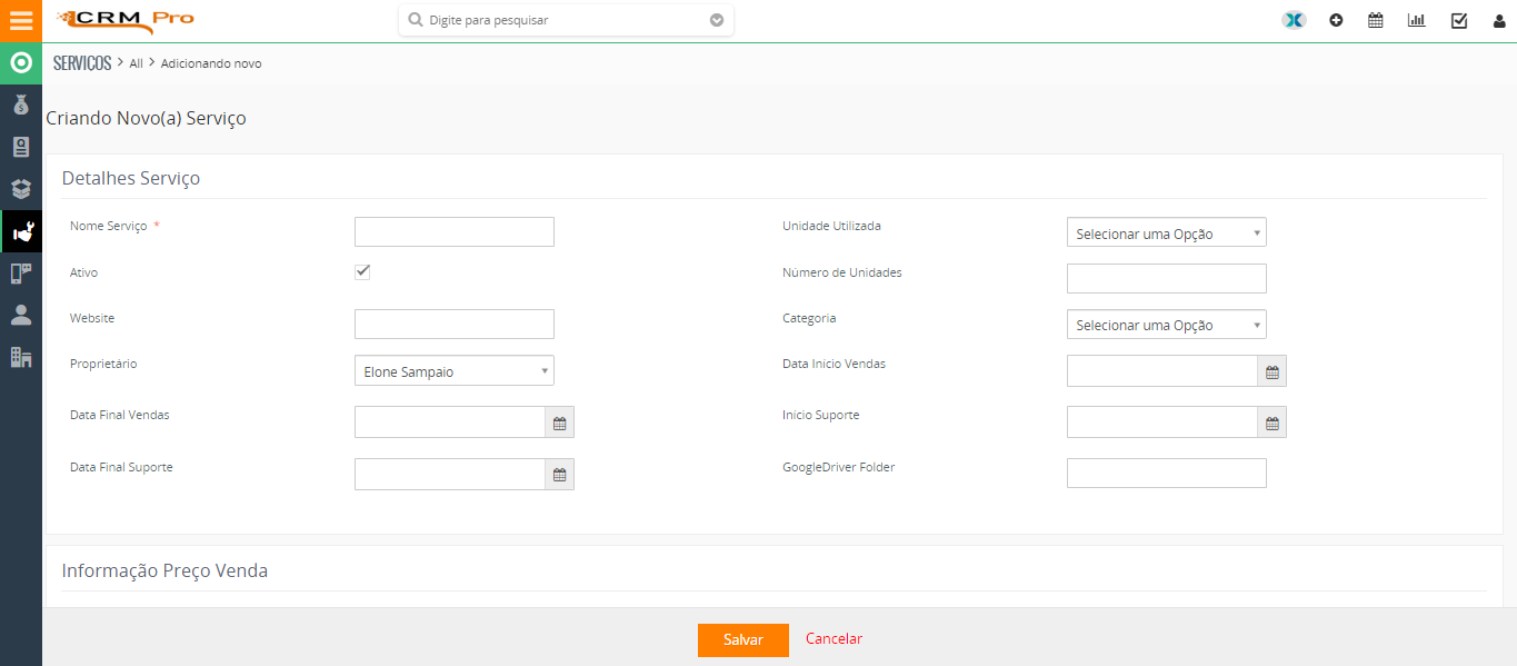 CRM Pro
Digite para pesquisar
SERVIÇOS > All > Adicionando novo
Criando Novo(a) Serviço
Detalhes Serviço
Nome Serviço *
Unidade Utilizada
Selecionar uma Opção
Ativo
Número de Unidades
Website
Categoria
Selecionar uma Opção
Proprietário
Elone Sampaio
Data Inicio Vendas
Data Final Vendas
Inicio Suporte
Data Final Suporte
GoogleDriver Folder
Informação Preço Venda
Salvar
Cancelar